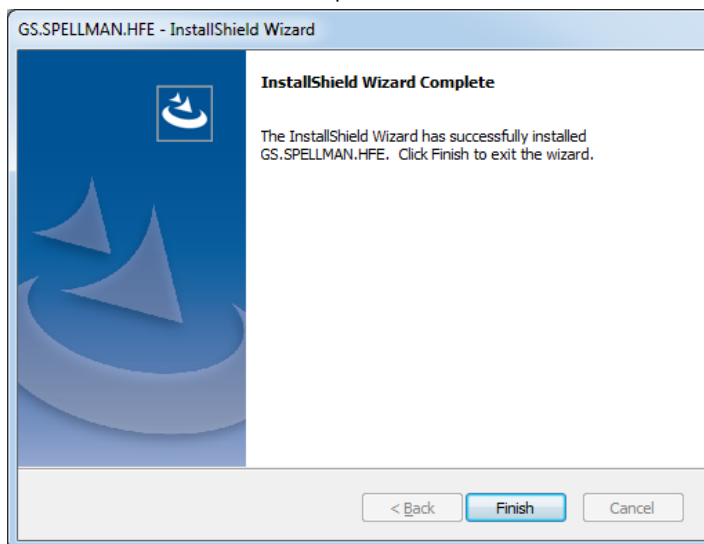 GS.SPELLMAN.HFE - InstallShield Wizard
InstallShield Wizard Complete
The InstallShield Wizard has successfully installed
GS.SPELLMAN.HFE. Click Finish to exit the wizard.
< Back Finish Cancel